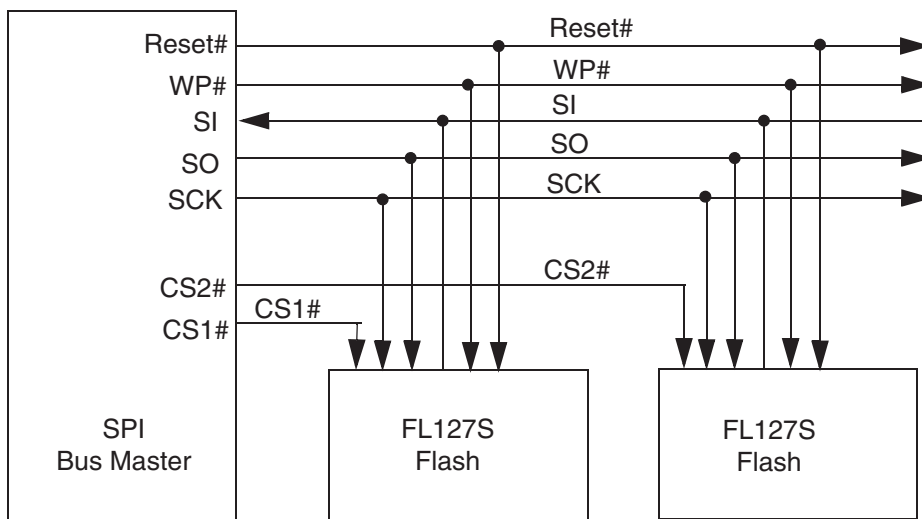 Reset#
Reset#
WP#
WP#
SI
SI
SO
SO
SCK
SCK
CS2#
CS2#
CS1#
CS1#
SPI
Bus Master
FL127S
Flash
FL127S
Flash